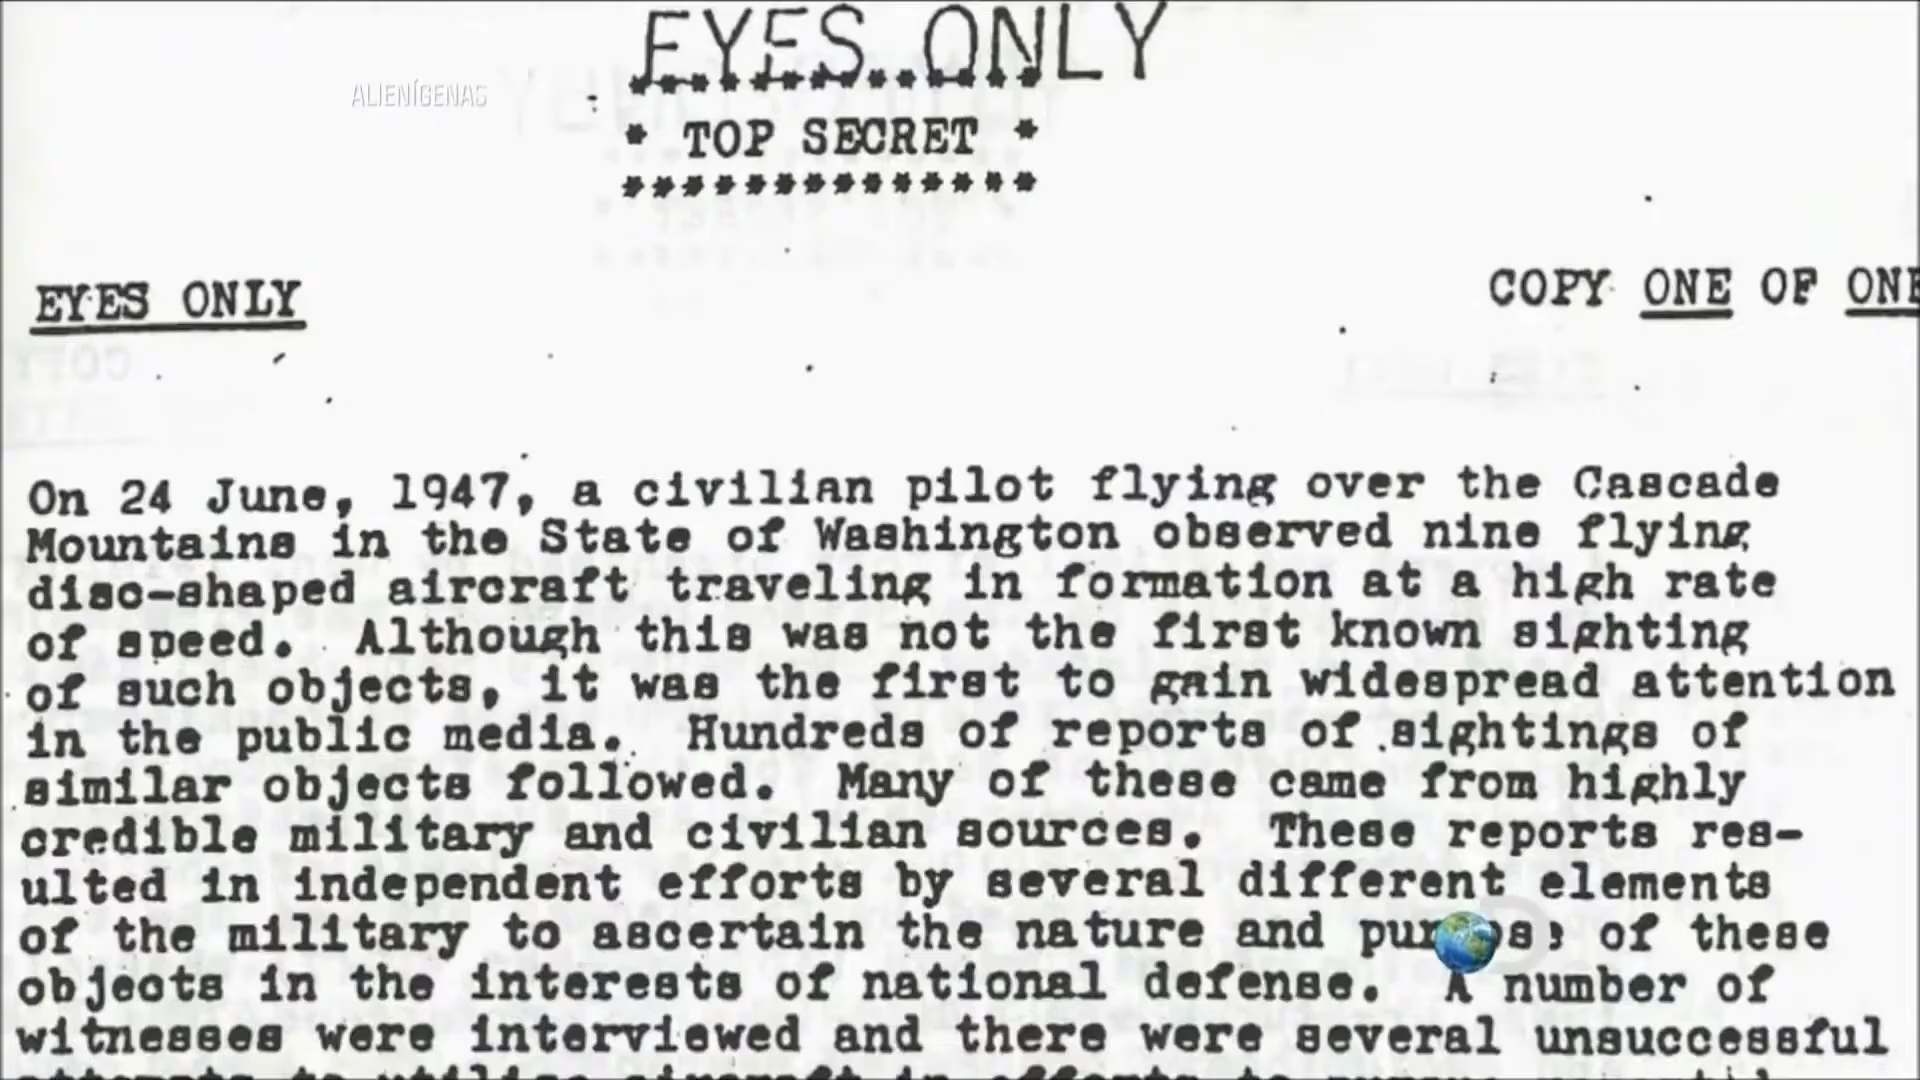 EYES ONLY
ALIENÍGENAS
* TOP SECRET *
**************
EYES ONLY
COPY ONE OF ONE
On 24 June, 1947, a civilian pilot flying over the Cascade
Mountains in the State of Washington observed nine flying
disc-shaped aircraft traveling in formation at a high rate
of speed. Although this was not the first known sighting
of such objects, it was the first to gain widespread attention
in the public media. Hundreds of reports of sightings of
similar objects followed. Many of these came from highly
credible military and civilian sources. These reports res-
ulted in independent efforts by several different elements
of the military to ascertain the nature and purpose of these
objects in the interests of national defense. A number of
witnesses were interviewed and there were several unsuccessful